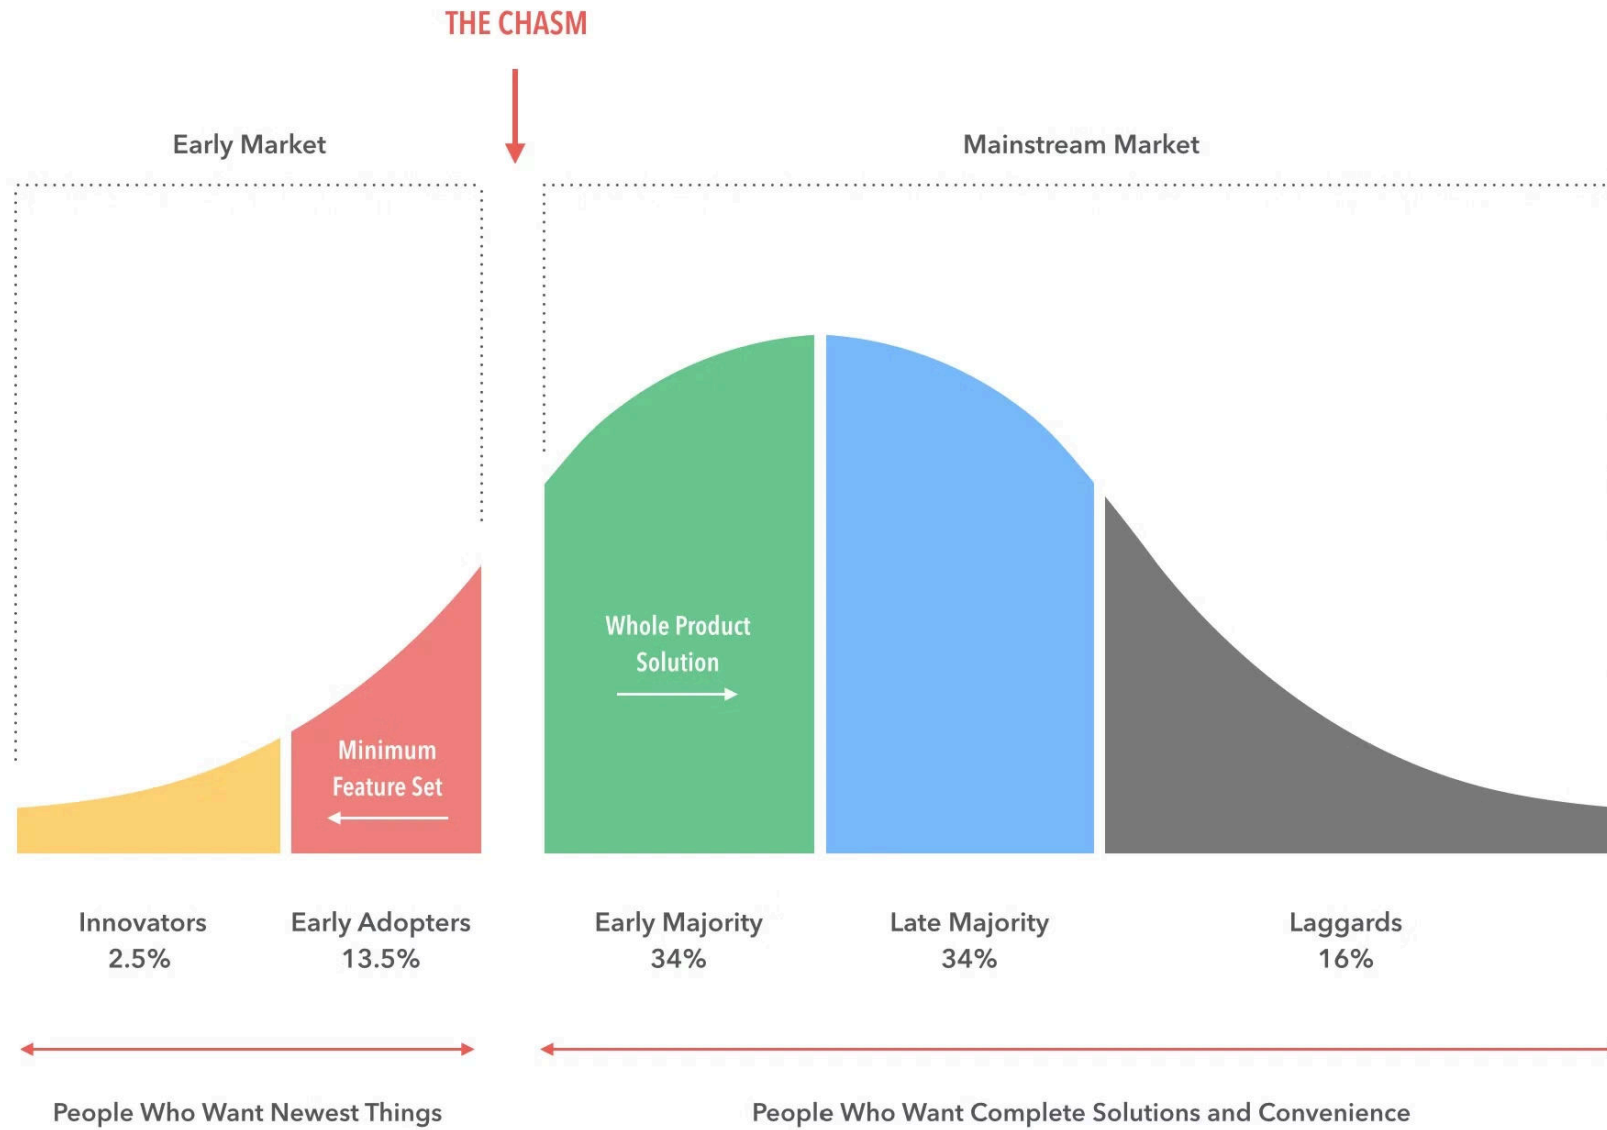 THE CHASM
Early Market
Mainstream Market
Whole Product
Solution
Minimum
Feature Set
Innovators
2.5%
Early Adopters
13.5%
Early Majority
34%
Late Majority
34%
Laggards
16%
People Who Want Newest Things
People Who Want Complete Solutions and Convenience